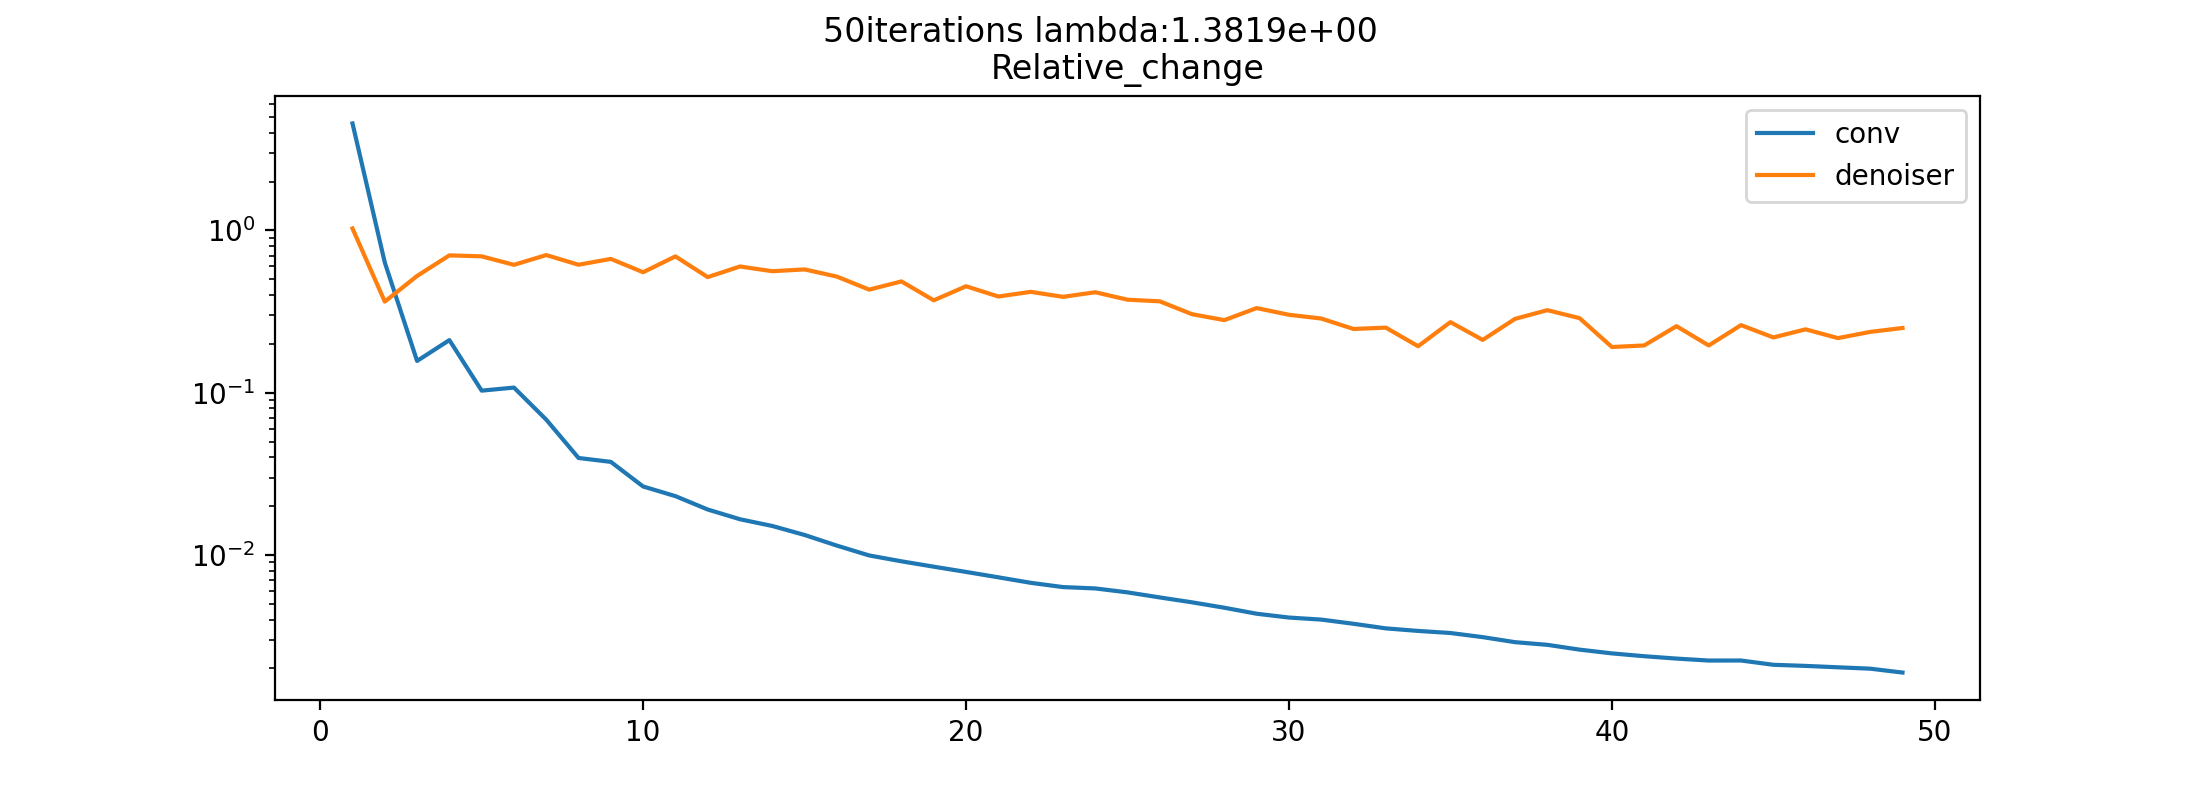 50iterations lambda:1.3819e+00
Relative_change
conv
denoiser
10⁰
10⁻¹
10⁻²
0 10 20 30 40 50